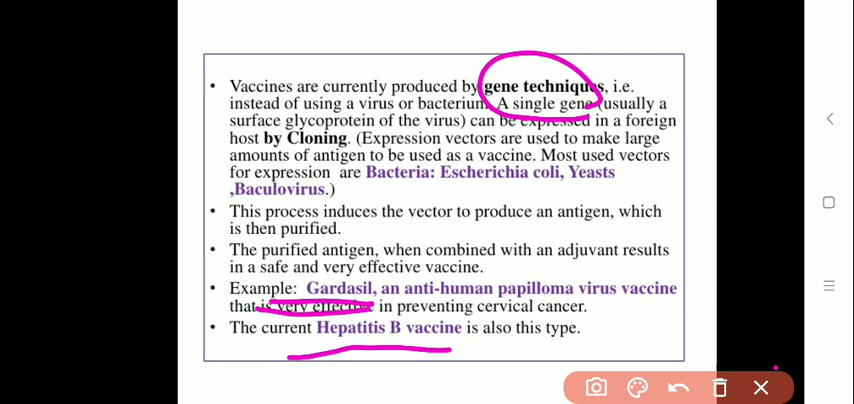 • Vaccines are currently produced by gene techniques, i.e.
instead of using a virus or bacterium. A single gene (usually a
surface glycoprotein of the virus) can be expressed in a foreign
host by Cloning. (Expression vectors are used to make large
amounts of antigen to be used as a vaccine. Most used vectors
for expression are Bacteria: Escherichia coli, Yeasts
,Baculovirus.)
• This process induces the vector to produce an antigen, which
is then purified.
• The purified antigen, when combined with an adjuvant results
in a safe and very effective vaccine.
• Example: Gardasil, an anti-human papilloma virus vaccine
that is very effective in preventing cervical cancer.
• The current Hepatitis B vaccine is also this type.